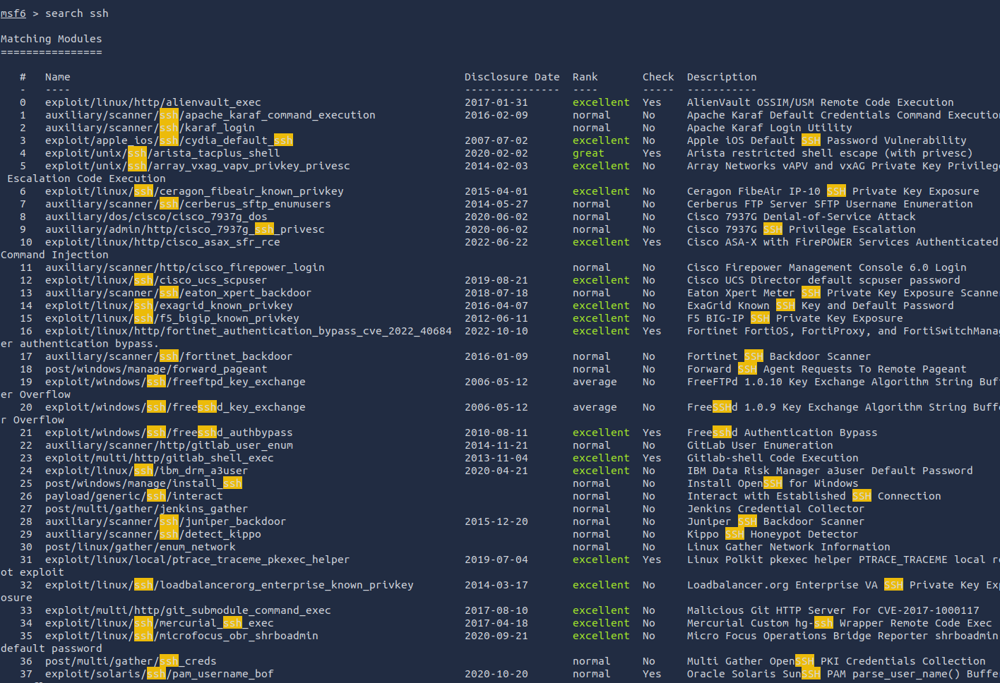 msf6 > search ssh
Matching Modules
================
#   Name   Disclosure Date  Rank   Check  Description
-   ----   ---------------  ----   -----  -----------
0   exploit/linux/http/alienvault_exec   2017-01-31   excellent  Yes   AlienVault OSSIM/USM Remote Code Execution
1   auxiliary/scanner/ssh/apache_karaf_command_execution   2016-02-09   normal   No   Apache Karaf Default Credentials Command Execution
2   auxiliary/scanner/ssh/karaf_login   normal   No   Apache Karaf Login Utility
3   exploit/apple_ios/ssh/cydia_default_ssh   2007-07-02   excellent  No   Apple iOS Default SSH Password Vulnerability
4   exploit/unix/ssh/arista_tacplus_shell   2020-02-02   great   Yes   Arista restricted shell escape (with privesc)
5   exploit/unix/ssh/array_vxag_vapv_privkey_privesc   2014-02-03   excellent  No   Array Networks vAPV and vxAG Private Key Privilege
Escalation Code Execution
6   exploit/linux/ssh/ceragon_fibeair_known_privkey   2015-04-01   excellent  No   Ceragon FibeAir IP-10 SSH Private Key Exposure
7   auxiliary/scanner/ssh/cerberus_sftp_enumusers   2014-05-27   normal   No   Cerberus FTP Server SFTP Username Enumeration
8   auxiliary/dos/cisco/cisco_7937g_dos   2020-06-02   normal   No   Cisco 7937G Denial-of-Service Attack
9   auxiliary/admin/http/cisco_7937g_ssh_privesc   2020-06-02   normal   No   Cisco 7937G SSH Privilege Escalation
10  exploit/linux/http/cisco_asax_sfr_rce   2022-06-22   excellent  Yes   Cisco ASA-X with FirePOWER Services Authenticated
Command Injection
11  auxiliary/scanner/http/cisco_firepower_login   normal   No   Cisco Firepower Management Console 6.0 Login
12  exploit/linux/ssh/cisco_ucs_scpuser   2019-08-21   excellent  No   Cisco UCS Director default scpuser password
13  auxiliary/scanner/ssh/eaton_xpert_backdoor   2018-07-18   normal   No   Eaton Xpert Meter SSH Private Key Exposure Scanner
14  exploit/linux/ssh/exagrid_known_privkey   2016-04-07   excellent  No   ExaGrid Known SSH Key and Default Password
15  exploit/linux/ssh/f5_bigip_known_privkey   2012-06-11   excellent  No   F5 BIG-IP SSH Private Key Exposure
16  exploit/linux/http/fortinet_authentication_bypass_cve_2022_40684  2022-10-10   excellent  Yes   Fortinet FortiOS, FortiProxy, and FortiSwitchManag
er authentication bypass.
17  auxiliary/scanner/ssh/fortinet_backdoor   2016-01-09   normal   No   Fortinet SSH Backdoor Scanner
18  post/windows/manage/forward_pageant   normal   No   Forward SSH Agent Requests To Remote Pageant
19  exploit/windows/ssh/freeftpd_key_exchange   2006-05-12   average   No   FreeFTPd 1.0.10 Key Exchange Algorithm String Buff
er Overflow
20  exploit/windows/ssh/freesshd_key_exchange   2006-05-12   average   No   FreeSSHd 1.0.9 Key Exchange Algorithm String Buffe
r Overflow
21  exploit/windows/ssh/freesshd_authbypass   2010-08-11   excellent  Yes   Freesshd Authentication Bypass
22  auxiliary/scanner/http/gitlab_user_enum   2014-11-21   normal   No   GitLab User Enumeration
23  exploit/multi/http/gitlab_shell_exec   2013-11-04   excellent  Yes   Gitlab-shell Code Execution
24  exploit/linux/ssh/ibm_drm_a3user   2020-04-21   excellent  No   IBM Data Risk Manager a3user Default Password
25  post/windows/manage/install_ssh   normal   No   Install OpenSSH for Windows
26  payload/generic/ssh/interact   normal   No   Interact with Established SSH Connection
27  post/multi/gather/jenkins_gather   normal   No   Jenkins Credential Collector
28  auxiliary/scanner/ssh/juniper_backdoor   2015-12-20   normal   No   Juniper SSH Backdoor Scanner
29  auxiliary/scanner/ssh/detect_kippo   normal   No   Kippo SSH Honeypot Detector
30  post/linux/gather/enum_network   normal   No   Linux Gather Network Information
31  exploit/linux/local/ptrace_traceme_pkexec_helper   2019-07-04   excellent  Yes   Linux Polkit pkexec helper PTRACE_TRACEME local ro
ot exploit
32  exploit/linux/ssh/loadbalancerorg_enterprise_known_privkey   2014-03-17   excellent  No   Loadbalancer.org Enterprise VA SSH Private Key Exp
osure
33  exploit/multi/http/git_submodule_command_exec   2017-08-10   excellent  No   Malicious Git HTTP Server For CVE-2017-1000117
34  exploit/linux/ssh/mercurial_ssh_exec   2017-04-18   excellent  No   Mercurial Custom hg-ssh Wrapper Remote Code Exec
35  exploit/linux/ssh/microfocus_obr_shrboadmin   2020-09-21   excellent  No   Micro Focus Operations Bridge Reporter shrboadmin
default password
36  post/multi/gather/ssh_creds   normal   No   Multi Gather OpenSSH PKI Credentials Collection
37  exploit/solaris/ssh/pam_username_bof   2020-10-20   normal   Yes   Oracle Solaris SunSSH PAM parse_user_name() Buffe